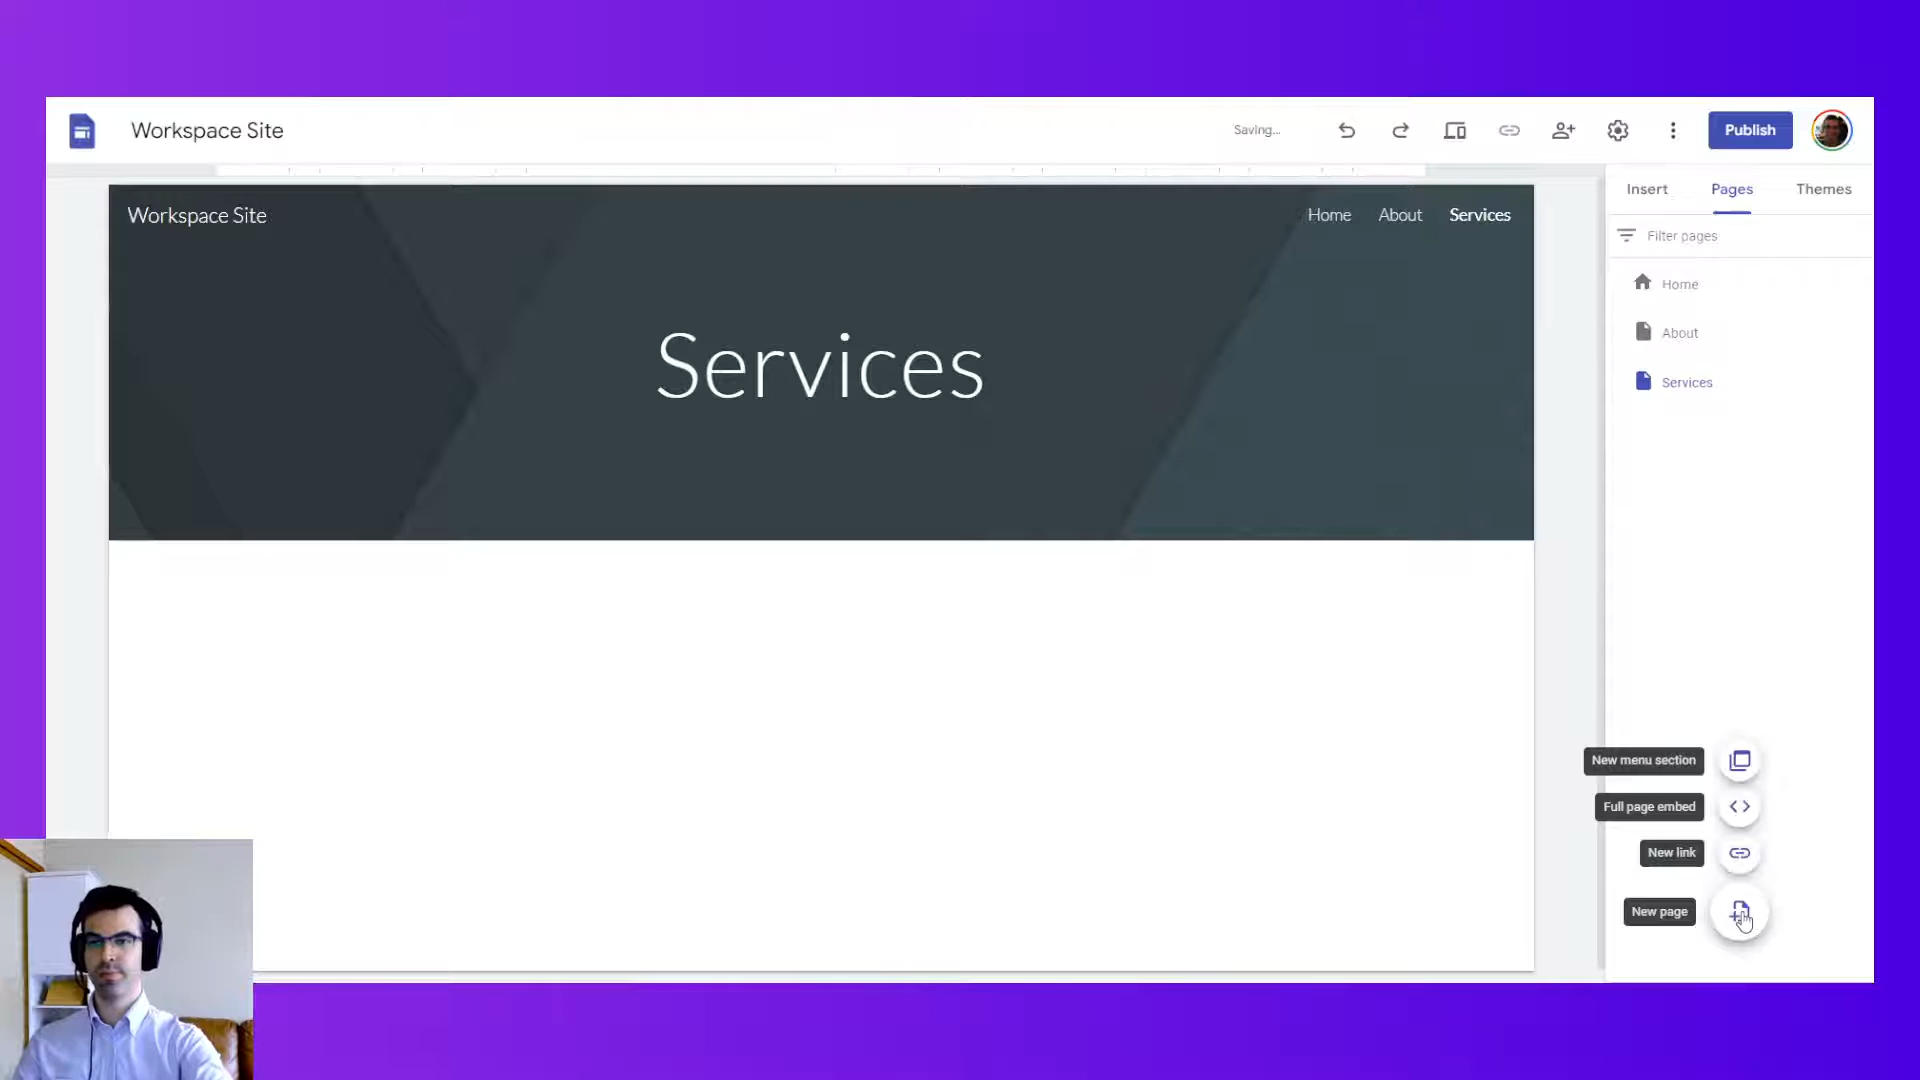 Workspace Site
Saving...
Publish
Insert
Pages
Themes
Workspace Site
Home
About
Services
Filter pages
Home
About
Services
Services
New menu section
Full page embed
New link
New page